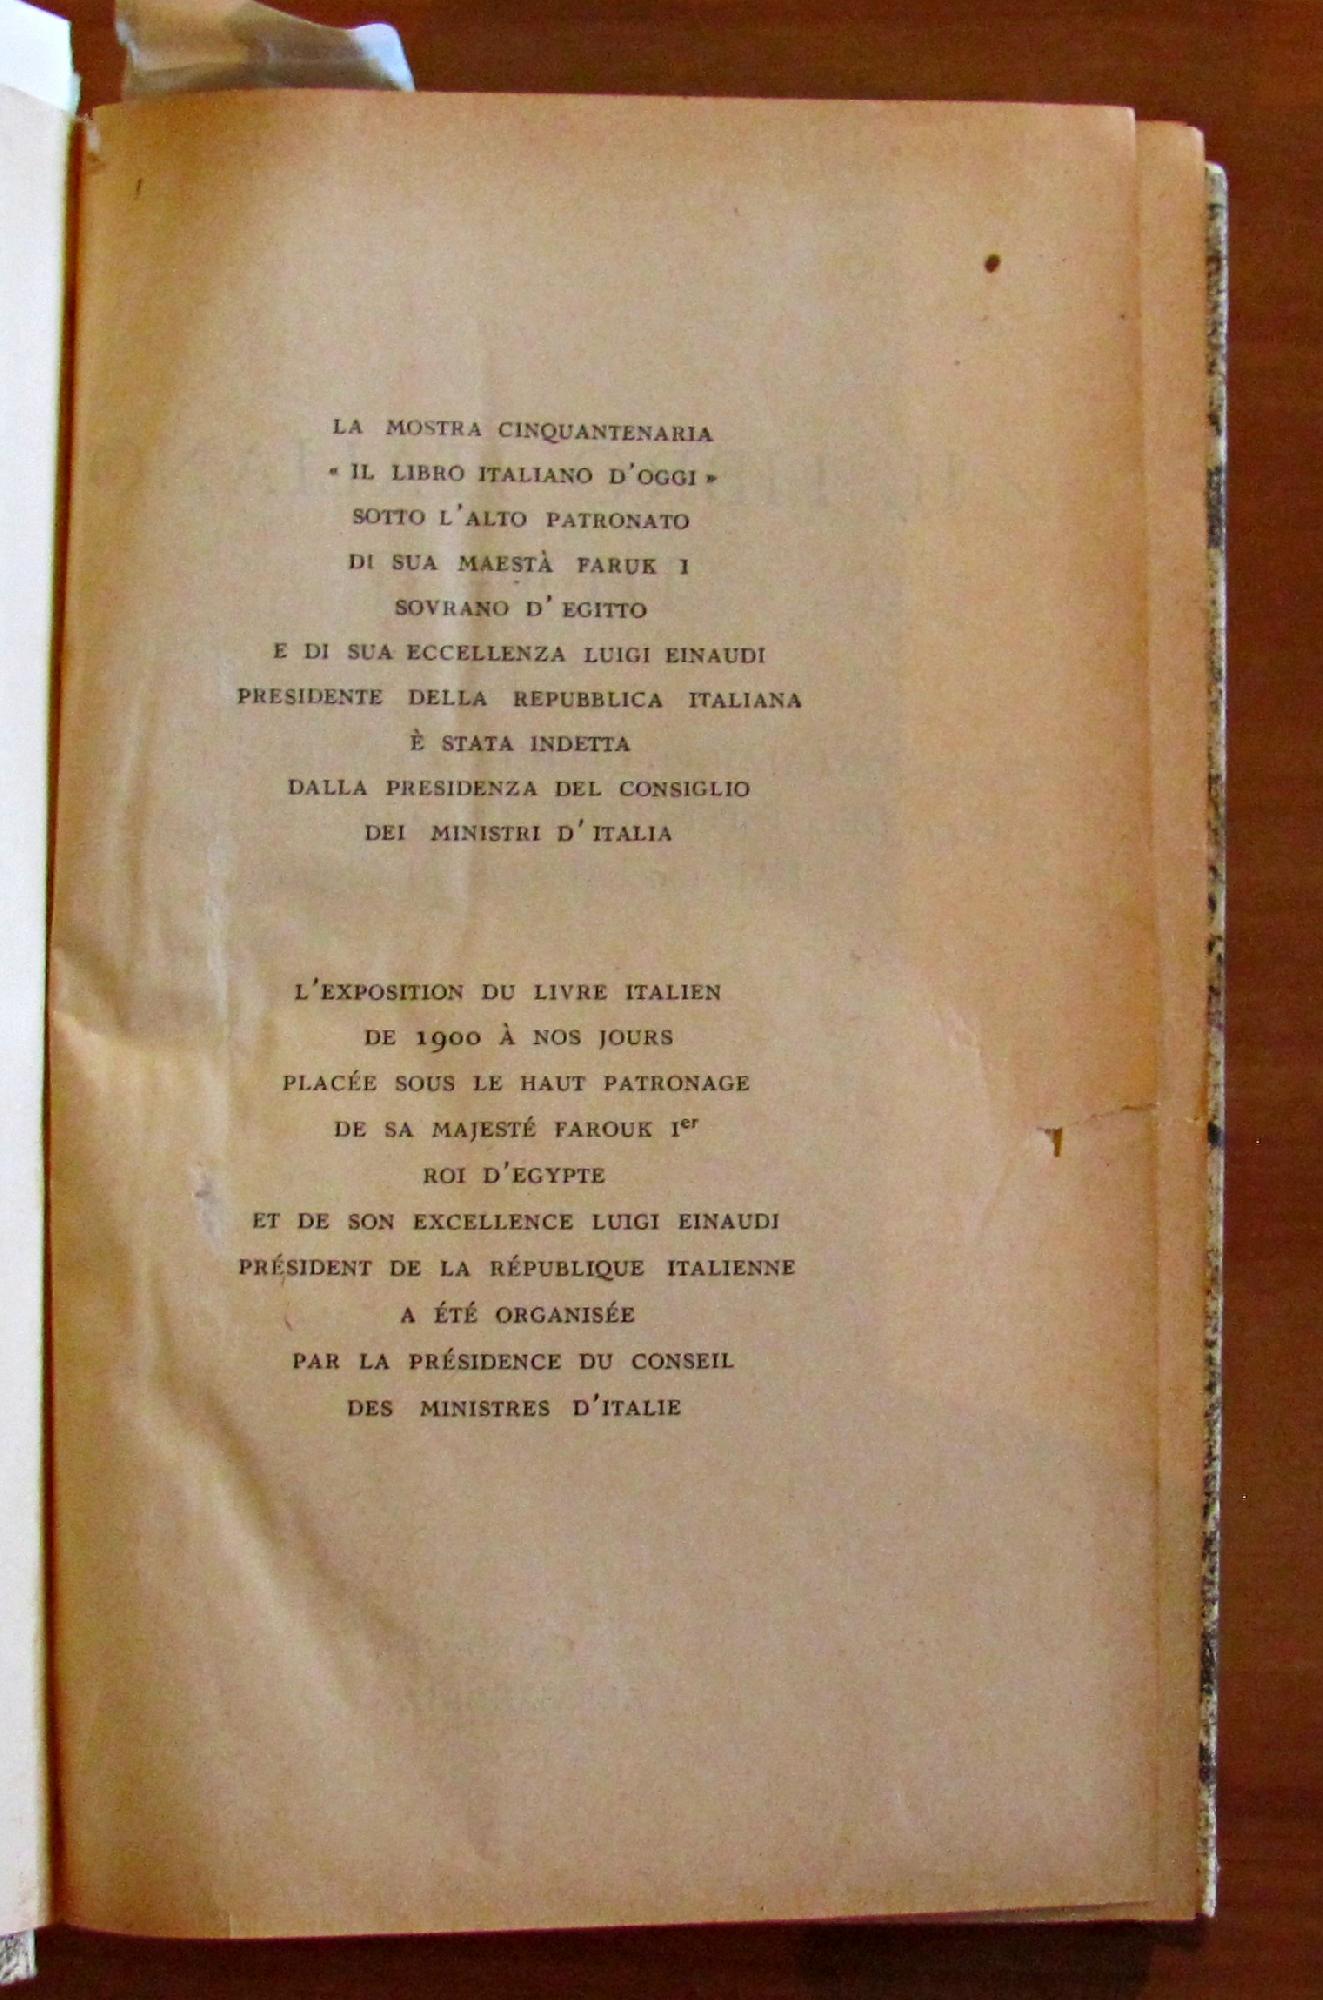 LA MOSTRA CINQUANTENARIA
« IL LIBRO ITALIANO D'OGGI »
SOTTO L'ALTO PATRONATO
DI SUA MAESTÀ FARUK I
SOVRANO D'EGITTO
E DI SUA ECCELLENZA LUIGI EINAUDI
PRESIDENTE DELLA REPUBBLICA ITALIANA
È STATA INDETTA
DALLA PRESIDENZA DEL CONSIGLIO
DEI MINISTRI D'ITALIA
L'EXPOSITION DU LIVRE ITALIEN
DE 1900 À NOS JOURS
PLACÉE SOUS LE HAUT PATRONAGE
DE SA MAJESTÉ FAROUK Ier
ROI D'EGYPTE
ET DE SON EXCELLENCE LUIGI EINAUDI
PRÉSIDENT DE LA RÉPUBLIQUE ITALIENNE
A ÉTÉ ORGANISÉE
PAR LA PRÉSIDENCE DU CONSEIL
DES MINISTRES D'ITALIE